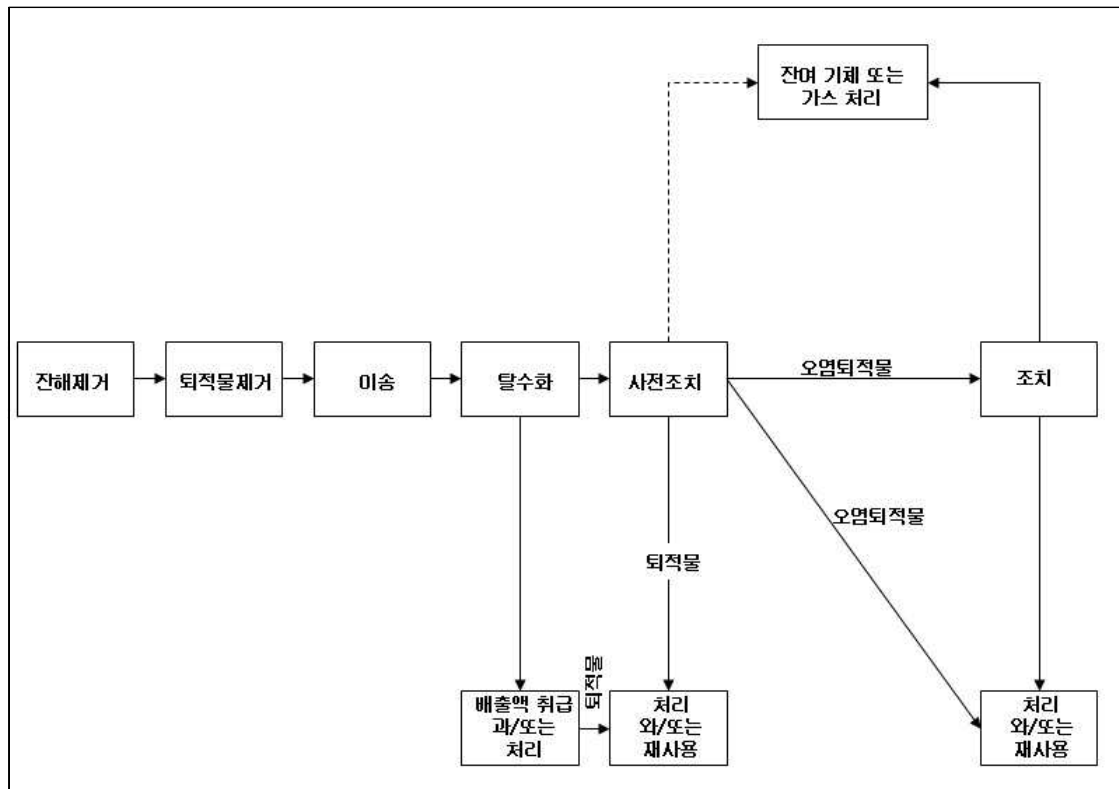 잔여 기체 또는
가스 처리
잔해제거
퇴적물제거
이송
탈수화
사전조치
오염퇴적물
조치
오염퇴적물
퇴적물
퇴적물
배출액 취급
과/또는
처리
처리
와/또는
재사용
처리
와/또는
재사용